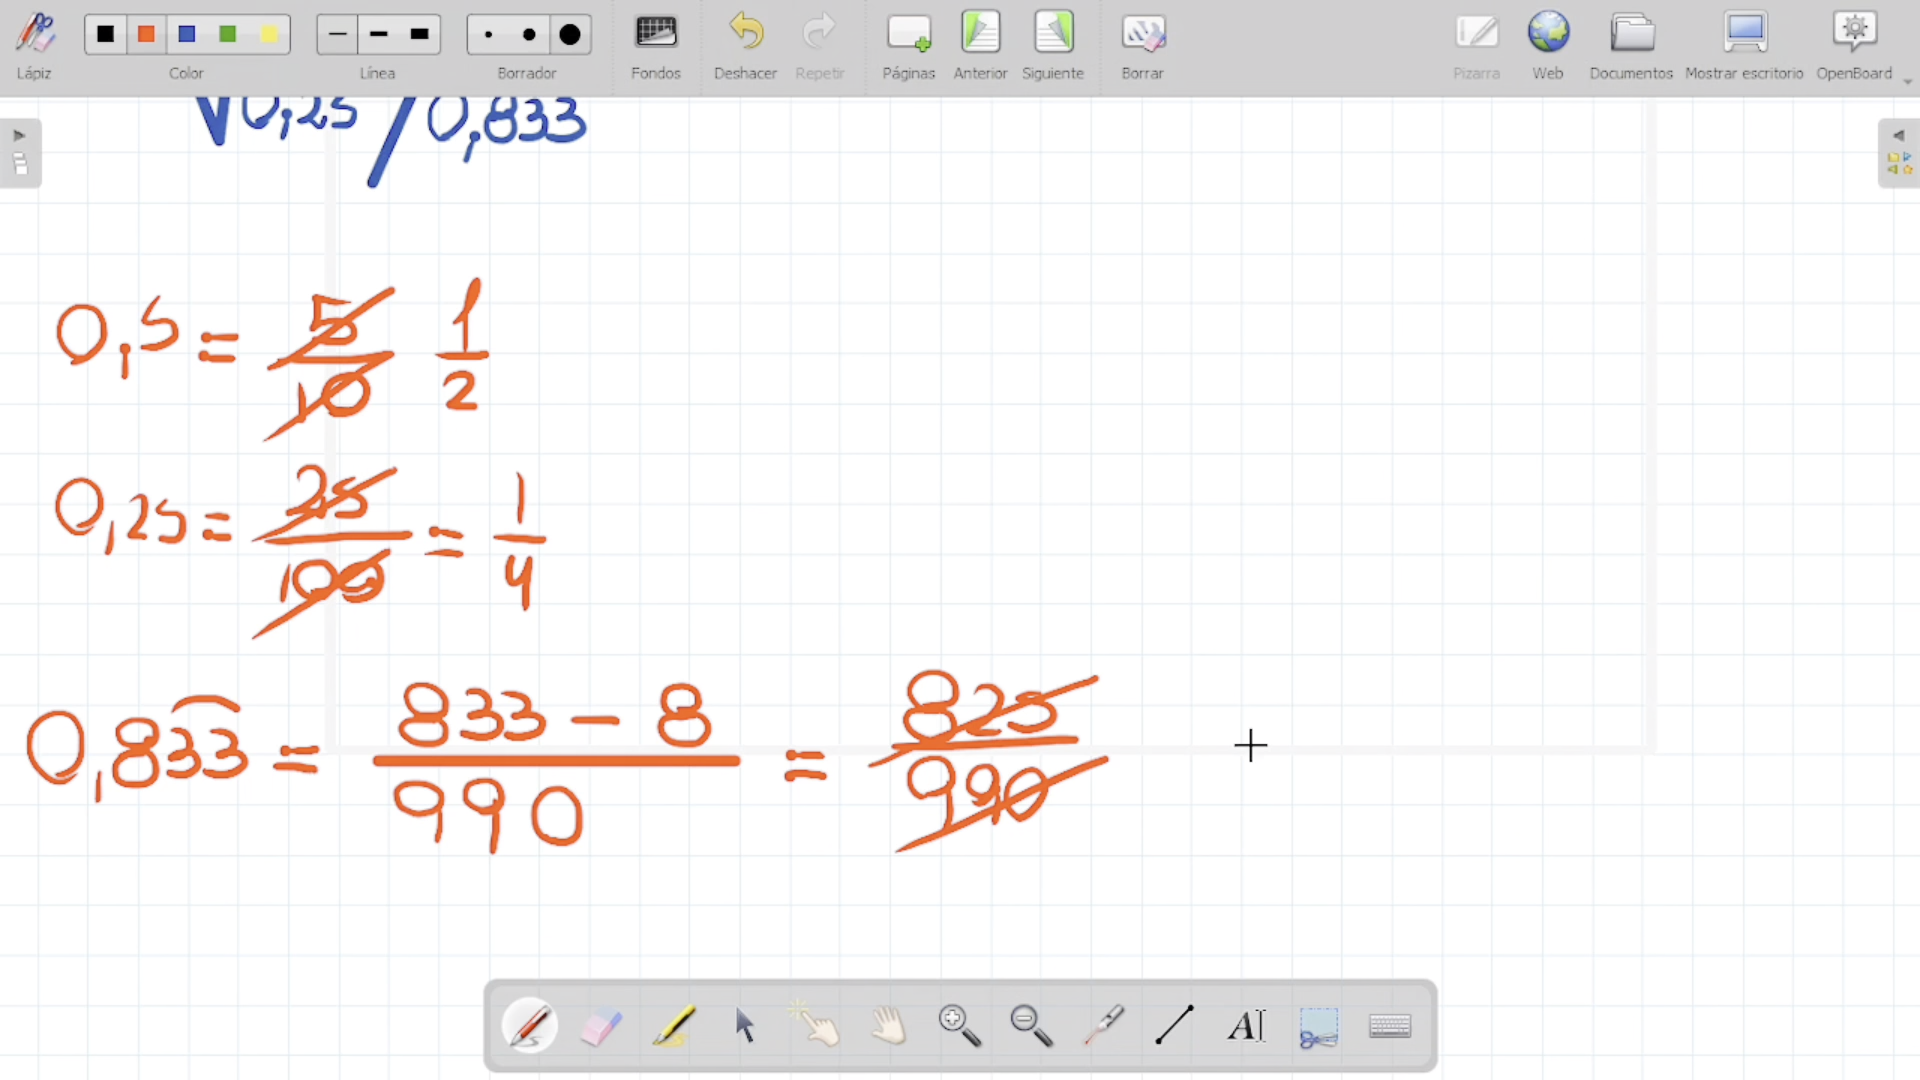 Lápiz Color Línea Borrador Fondos Deshacer Repetir Páginas Anterior Siguiente Borrar Pizarra Web Documentos Mostrar escritorio OpenBoard
√0,25 / 0,833
0,5 = 5/10 1/2
0,25 = 25/100 = 1/4
0,833 = 833 - 8 / 990 = 825/990